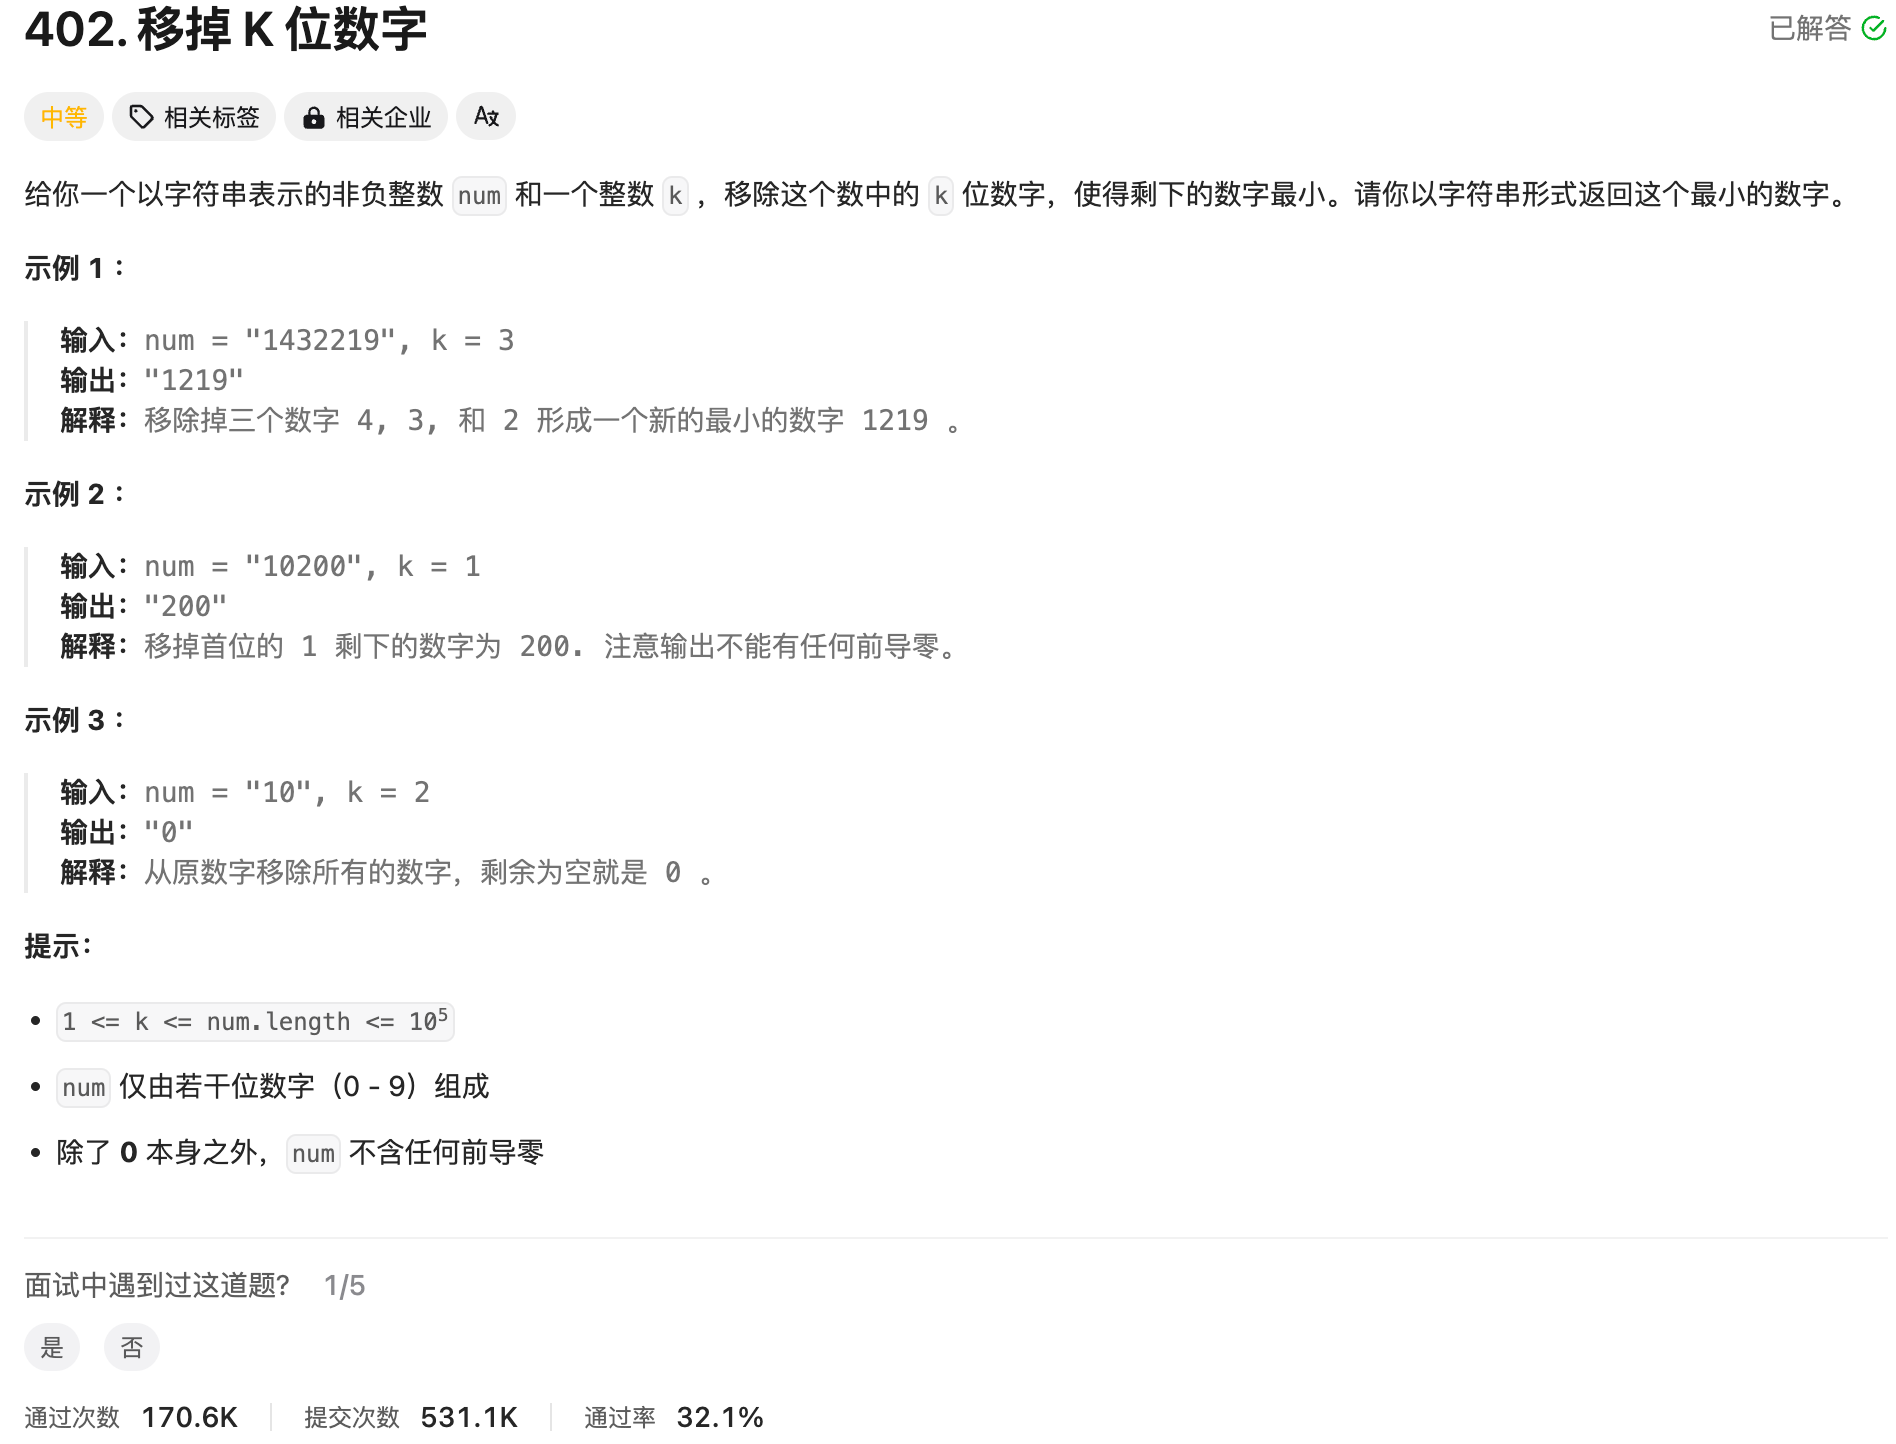 402. 移掉 K 位数字
已解答
中等
相关标签
相关企业
给你一个以字符串表示的非负整数 num 和一个整数 k ，移除这个数中的 k 位数字，使得剩下的数字最小。请你以字符串形式返回这个最小的数字。
示例 1 ：
输入：num = "1432219", k = 3
输出："1219"
解释：移除掉三个数字 4, 3, 和 2 形成一个新的最小的数字 1219 。
示例 2 ：
输入：num = "10200", k = 1
输出："200"
解释：移掉首位的 1 剩下的数字为 200. 注意输出不能有任何前导零。
示例 3 ：
输入：num = "10", k = 2
输出："0"
解释：从原数字移除所有的数字，剩余为空就是 0 。
提示：
• 1 <= k <= num.length <= 10⁵
• num 仅由若干位数字（0 - 9）组成
• 除了 0 本身之外，num 不含任何前导零
面试中遇到过这道题? 1/5
是 否
通过次数 170.6K 提交次数 531.1K 通过率 32.1%